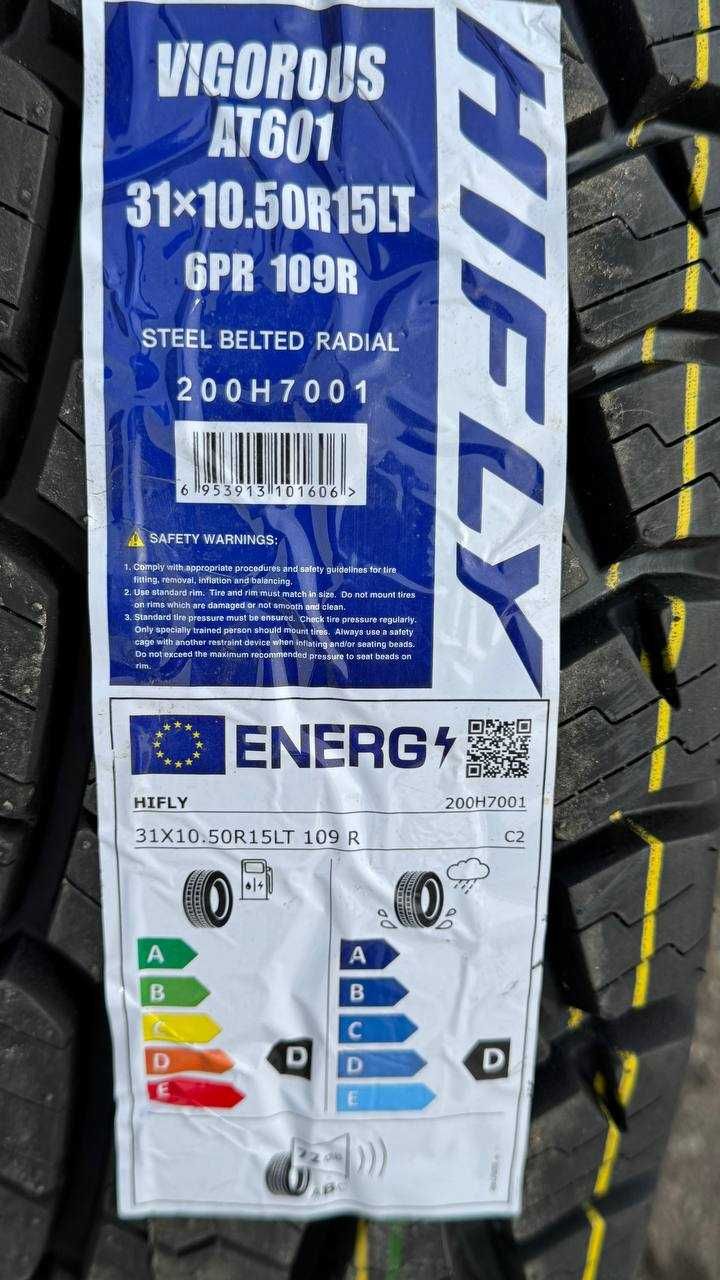 VIGOROUS
AT601
31×10.50R15LT
6PR 109R
STEEL BELTED RADIAL
200H7001
6 953913 101606 >
HIFLY
SAFETY WARNINGS:
1. Comply with appropriate procedures and safety guidelines for tire
fitting, removal, inflation and balancing.
2. Use standard rim. Tire and rim must match in size. Do not mount tires
on rims which are damaged or not smooth and clean.
3. Standard tire pressure must be ensured. Check tire pressure regularly.
Only specially trained person should mount tires. Always use a safety
cage with another restraint device when inflating and/or seating beads.
Do not exceed the maximum recommended pressure to seat beads on
rim.
ENERG
HIFLY 200H7001
31X10.50R15LT 109 R C2
A A
B B
C C
D D D D
E E